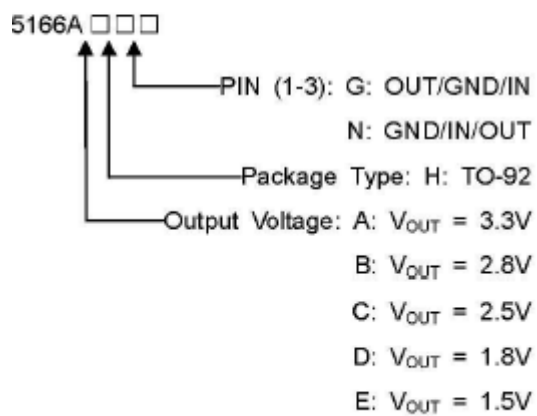 5166A □□□
PIN (1-3): G: OUT/GND/IN
N: GND/IN/OUT
Package Type: H: TO-92
Output Voltage: A: VOUT = 3.3V
B: VOUT = 2.8V
C: VOUT = 2.5V
D: VOUT = 1.8V
E: VOUT = 1.5V